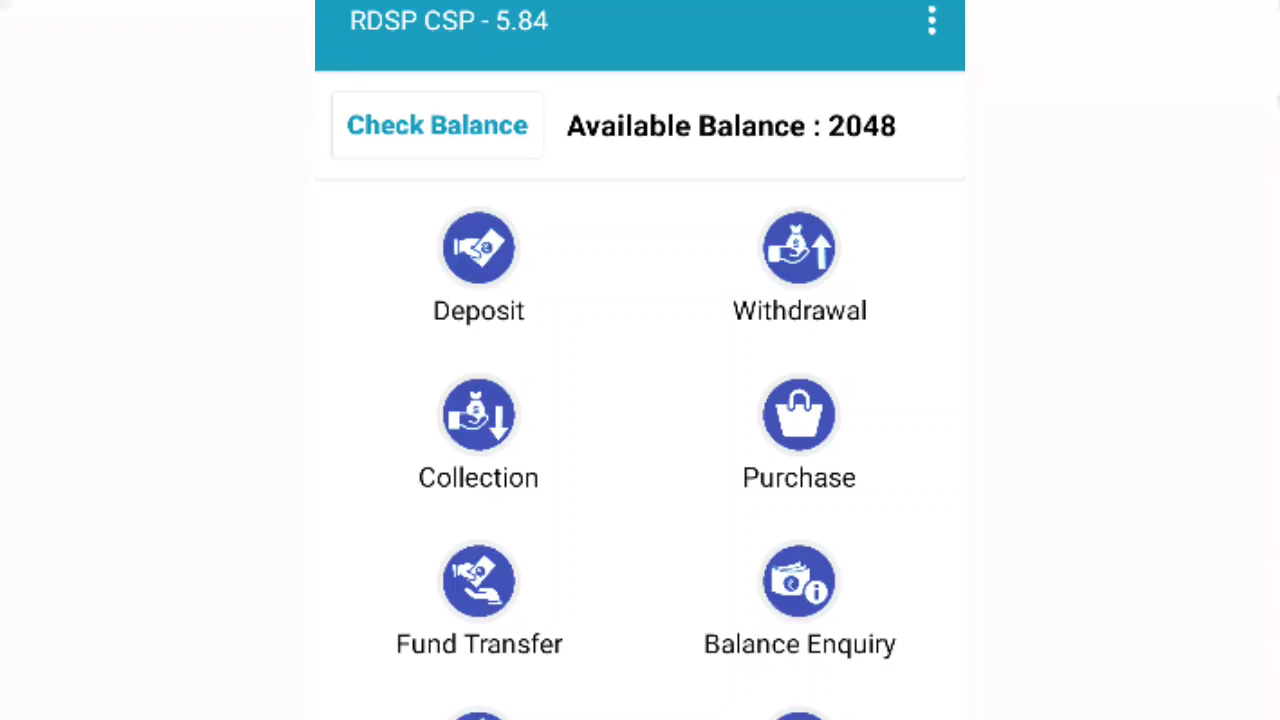 RDSP CSP - 5.84
Check Balance Available Balance : 2048
Deposit Withdrawal
Collection Purchase
Fund Transfer Balance Enquiry